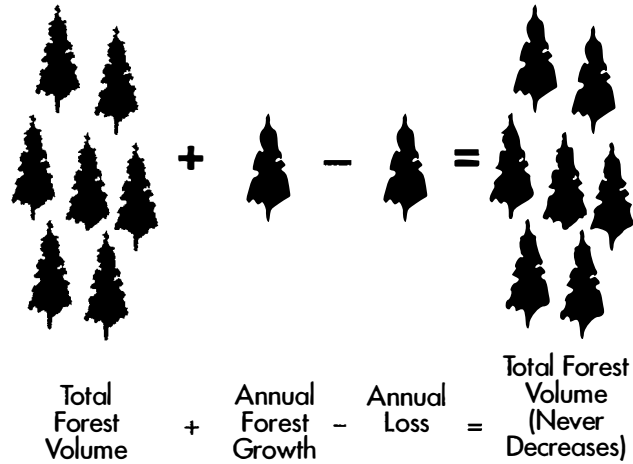 + – =
Total
Forest
Volume
+
Annual
Forest
Growth
–
Annual
Loss
=
Total Forest
Volume
(Never
Decreases)